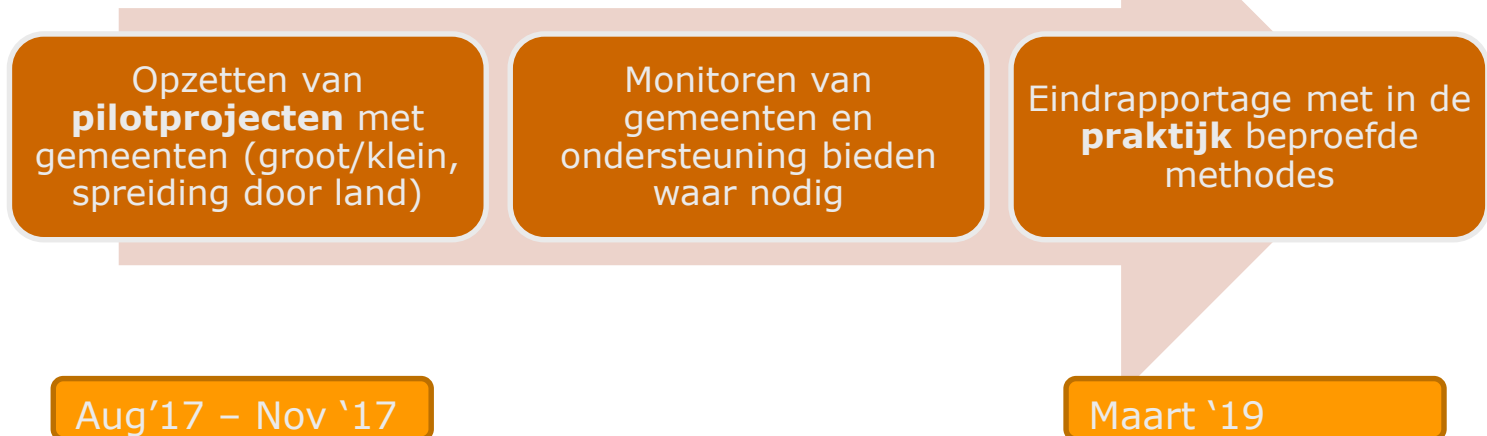 Opzetten van
pilotprojecten met
gemeenten (groot/klein,
spreiding door land)
Monitoren van
gemeenten en
ondersteuning bieden
waar nodig
Eindrapportage met in de
praktijk beproefde
methodes
Aug’17 – Nov ‘17
Maart ‘19